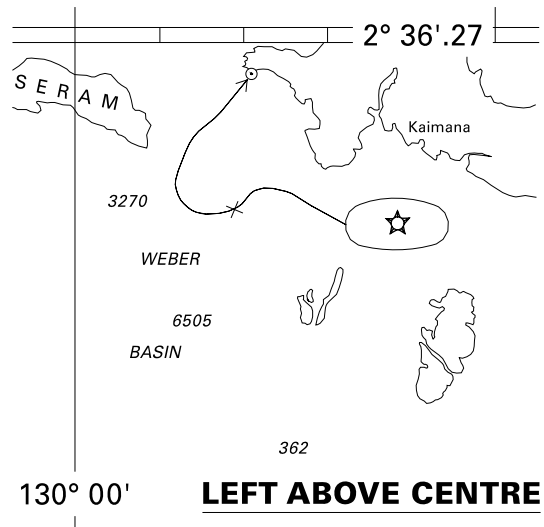 2° 36'.27
SERAM
Kaimana
3270
WEBER
6505
BASIN
362
130° 00'
LEFT ABOVE CENTRE